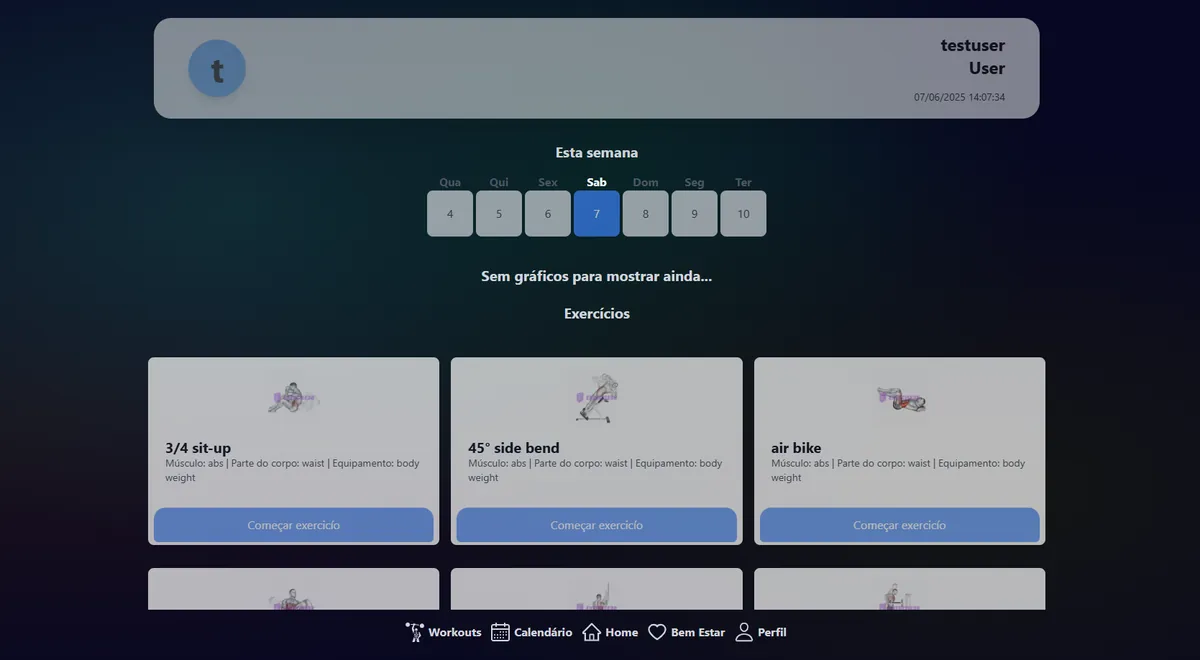 t
testuser
User
07/06/2025 14:07:34
Esta semana
Qua Qui Sex Sab Dom Seg Ter
4 5 6 7 8 9 10
Sem gráficos para mostrar ainda...
Exercícios
3/4 sit-up
Músculo: abs | Parte do corpo: waist | Equipamento: body
weight
Começar exercicío
45° side bend
Músculo: abs | Parte do corpo: waist | Equipamento: body
weight
Começar exercicío
air bike
Músculo: abs | Parte do corpo: waist | Equipamento: body
weight
Começar exercicío
Workouts Calendário Home Bem Estar Perfil